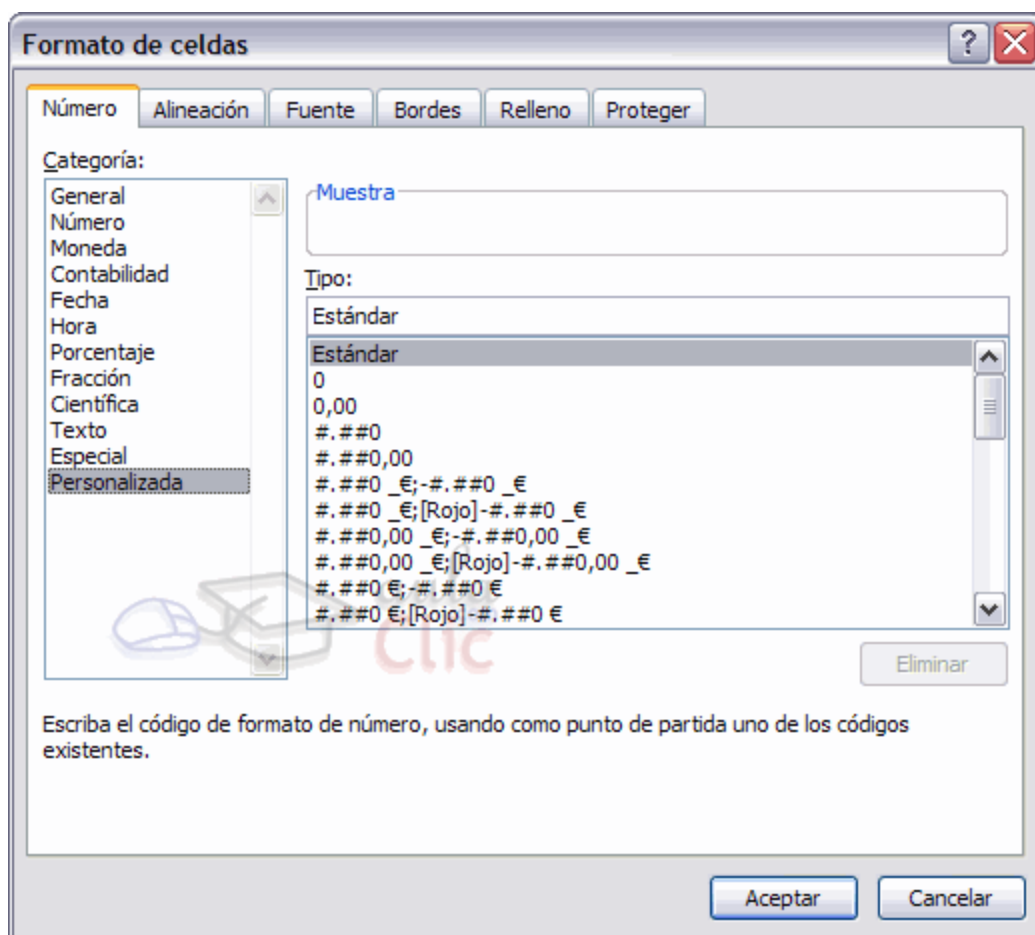 Formato de celdas
Número
Alineación
Fuente
Bordes
Relleno
Proteger
Categoría:
General
Número
Moneda
Contabilidad
Fecha
Hora
Porcentaje
Fracción
Científica
Texto
Especial
Personalizada
Muestra
Tipo:
Estándar
Estándar
0
0,00
#.##0
#.##0,00
#.##0 _€;-#.##0 _€
#.##0 _€;[Rojo]-#.##0 _€
#.##0,00 _€;-#.##0,00 _€
#.##0,00 _€;[Rojo]-#.##0,00 _€
#.##0 €;-#.##0 €
#.##0 €;[Rojo]-#.##0 €
aula
Clic
Eliminar
Escriba el código de formato de número, usando como punto de partida uno de los códigos
existentes.
Aceptar
Cancelar